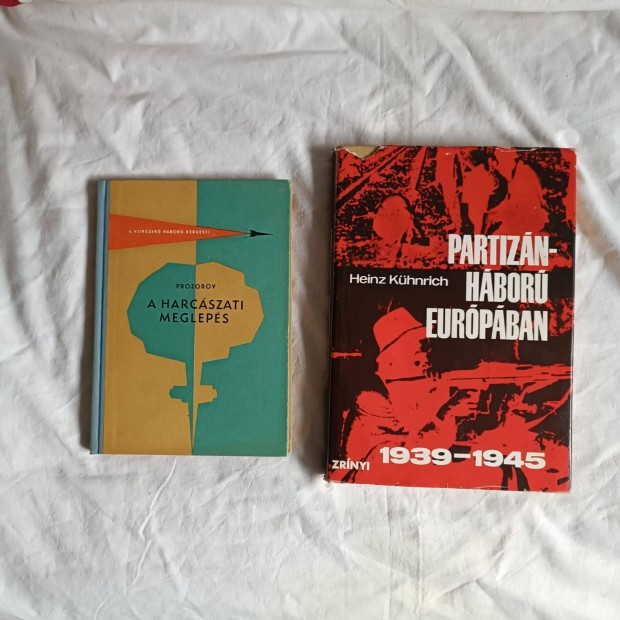 A KORSZERŰ HÁBORÚ KÉRDÉSEI
PROZOROV
A HARCÁSZATI
MEGLEPÉS
PARTIZÁN-
Heinz Kühnrich
HÁBORÚ
EURÓPÁBAN
ZRÍNYI
1939–1945